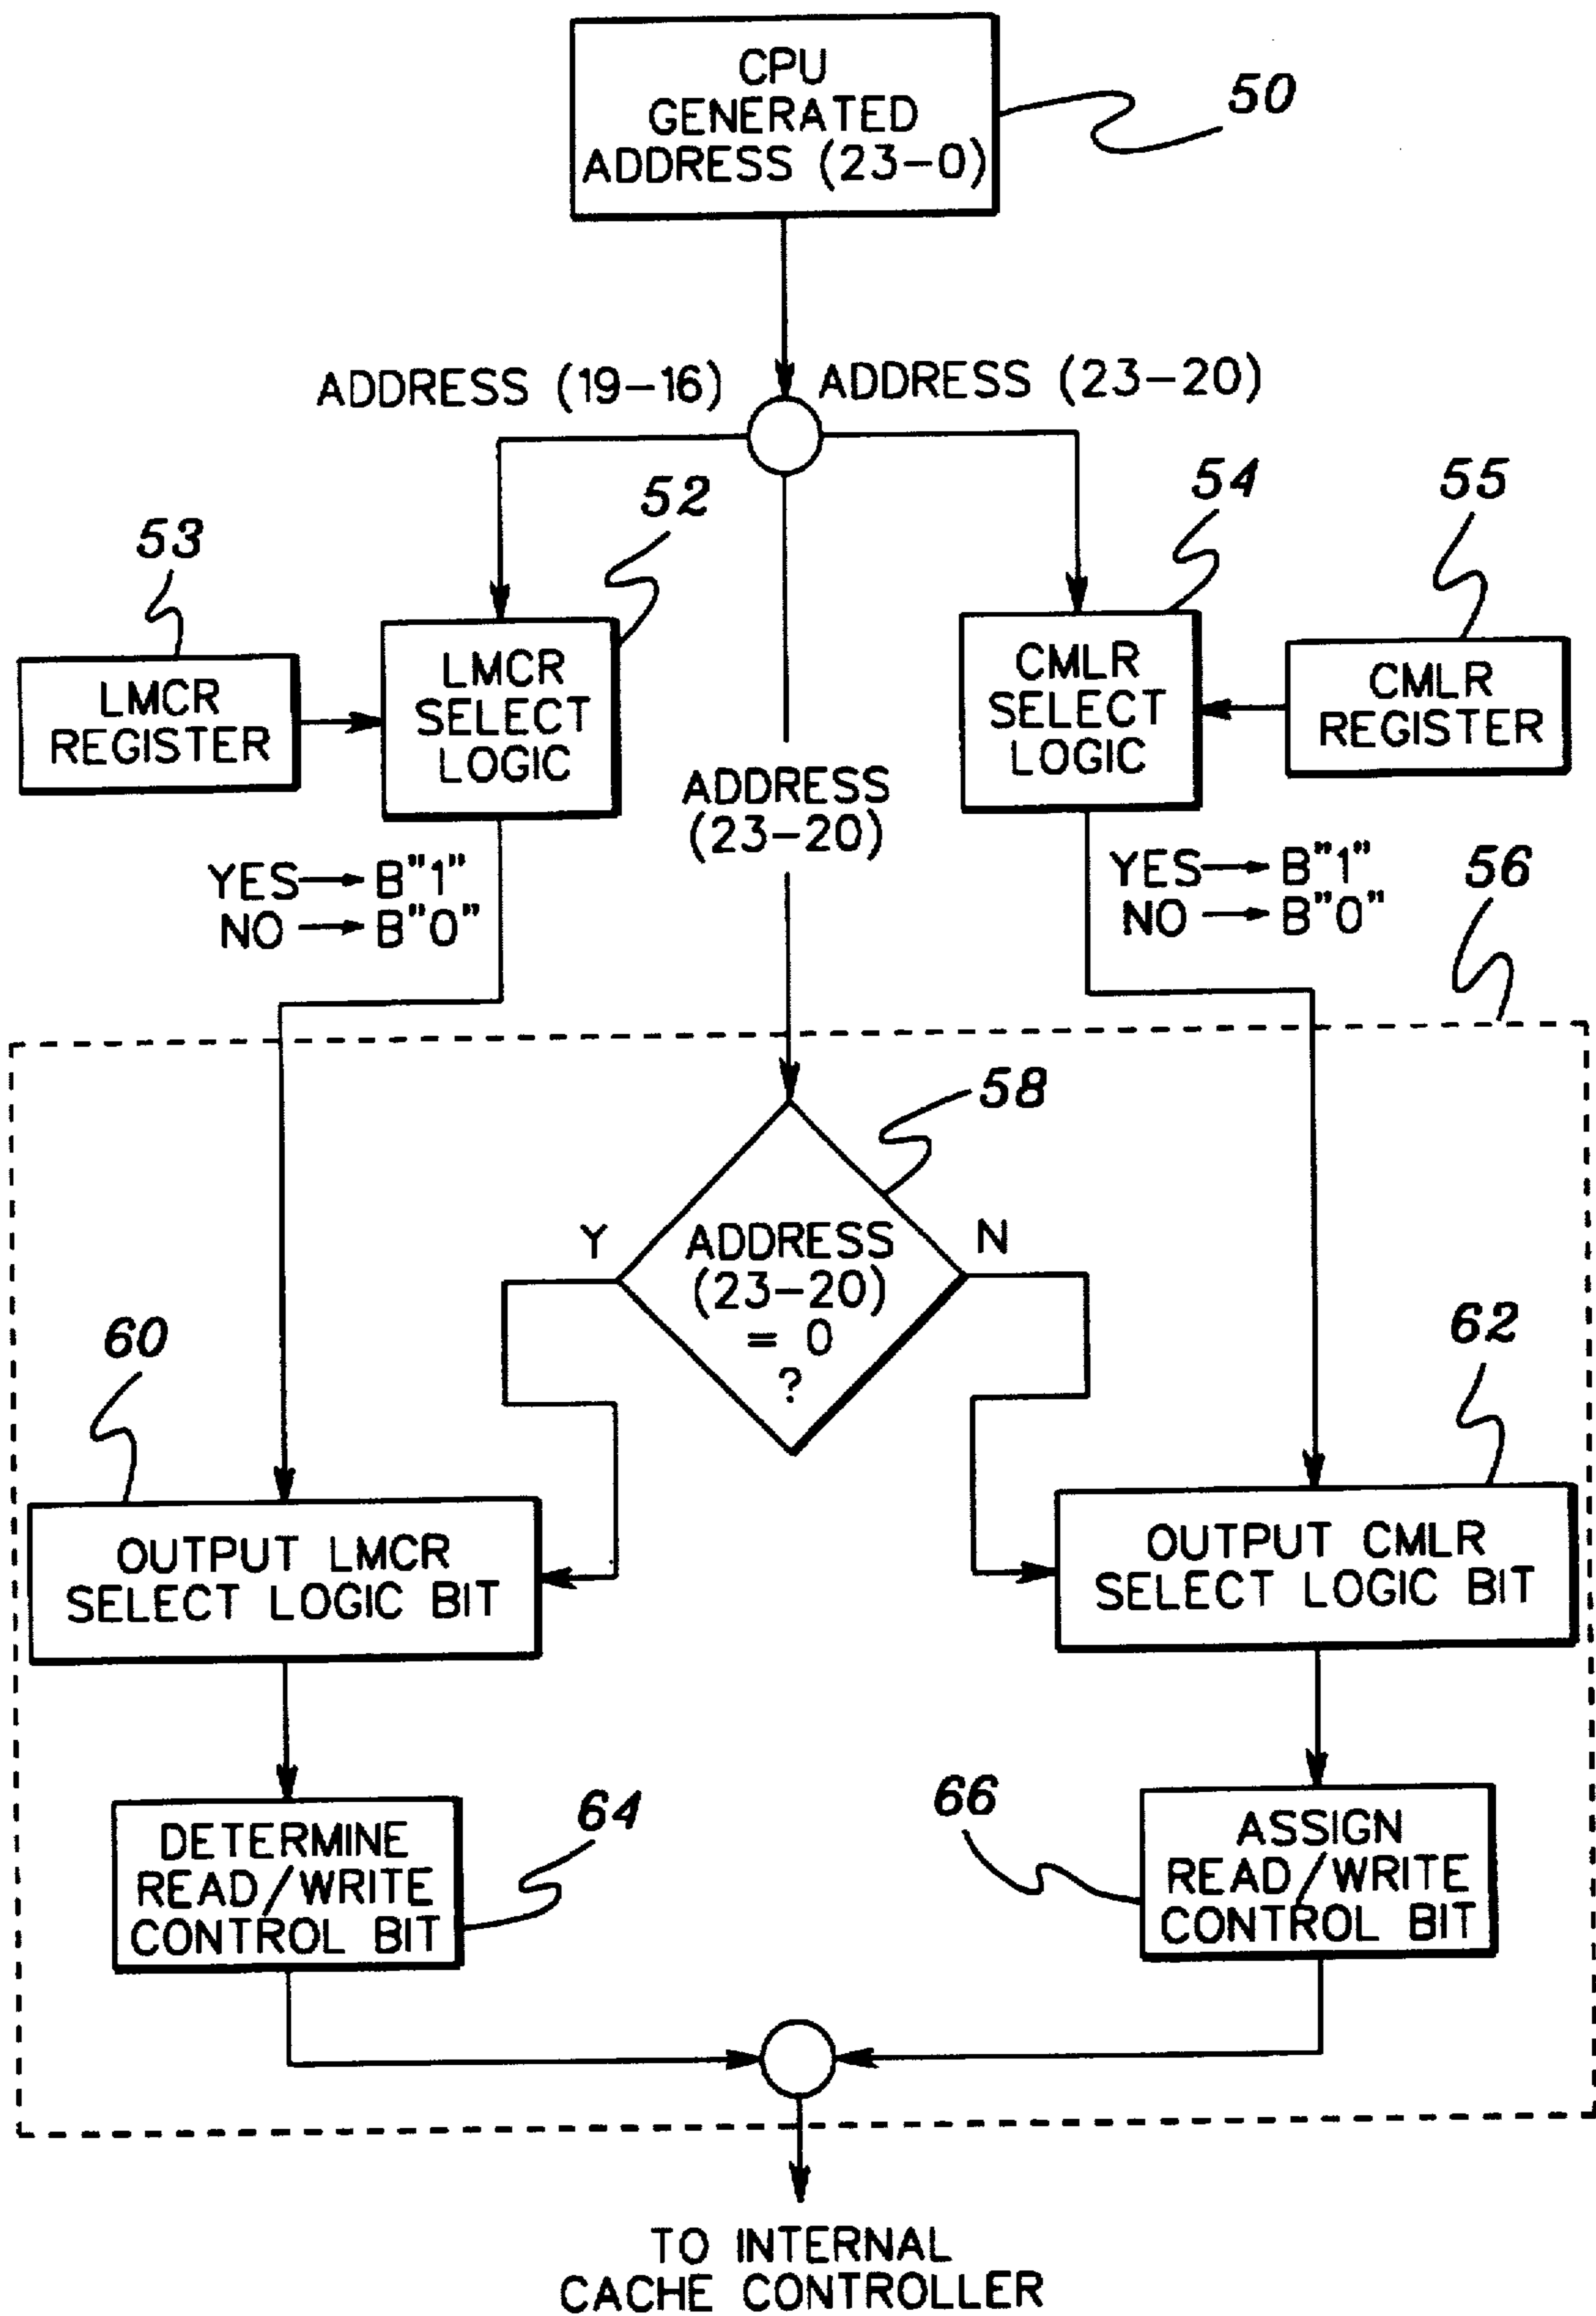 CPU
GENERATED
ADDRESS (23-0)
50
ADDRESS (19-16)
ADDRESS (23-20)
52
54
55
53
LMCR
REGISTER
LMCR
SELECT
LOGIC
CMLR
SELECT
LOGIC
CMLR
REGISTER
ADDRESS
(23-20)
YES→B"1"
NO→B"0"
YES→B"1"
NO→B"0"
56
58
Y
ADDRESS
(23-20)
= 0
?
N
60
62
OUTPUT LMCR
SELECT LOGIC BIT
OUTPUT CMLR
SELECT LOGIC BIT
DETERMINE
READ/WRITE
CONTROL BIT
64
66
ASSIGN
READ/WRITE
CONTROL BIT
TO INTERNAL
CACHE CONTROLLER